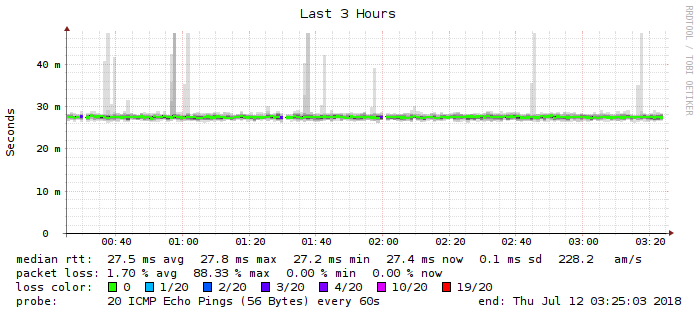 Last 3 Hours
RRDTOOL / TOBI OETIKER
Seconds
40 m
30 m
20 m
10 m
0
00:40 01:00 01:20 01:40 02:00 02:20 02:40 03:00 03:20
median rtt: 27.5 ms avg 27.8 ms max 27.2 ms min 27.4 ms now 0.1 ms sd 228.2 am/s
packet loss: 1.70 % avg 88.33 % max 0.00 % min 0.00 % now
loss color: 0 1/20 2/20 3/20 4/20 10/20 19/20
probe: 20 ICMP Echo Pings (56 Bytes) every 60s end: Thu Jul 12 03:25:03 2018